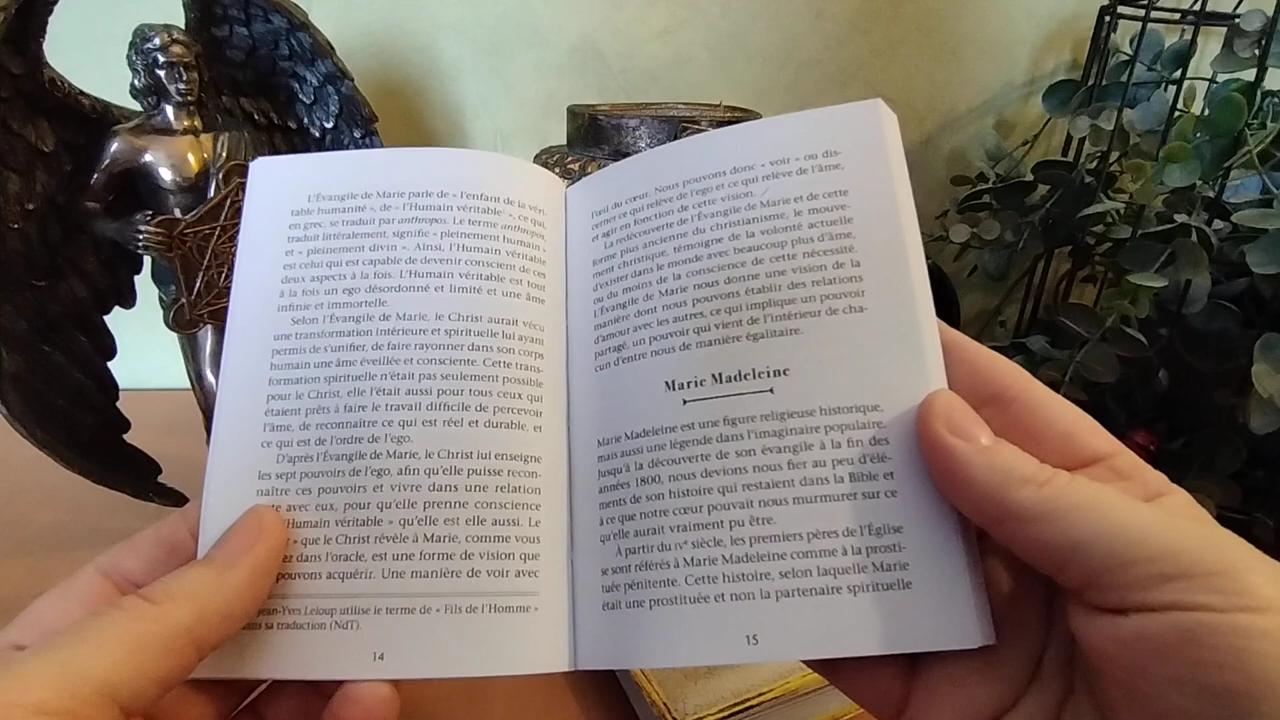 L'Évangile de Marie parle de « l'enfant de la véri-
table humanité », de « l'Humain véritable¹ », ce qui,
en grec, se traduit par anthropos. Le terme anthropos,
traduit littéralement, signifie « pleinement humain »
et « pleinement divin ». Ainsi, l'Humain véritable
est celui qui est capable de devenir conscient de ces
deux aspects à la fois. L'Humain véritable est tout
à la fois un ego désordonné et limité et une âme
infinie et immortelle.
Selon l'Évangile de Marie, le Christ aurait vécu
une transformation intérieure et spirituelle lui ayant
permis de s'unifier, de faire rayonner dans son corps
humain une âme éveillée et consciente. Cette trans-
formation spirituelle n'était pas seulement possible
pour le Christ, elle l'était aussi pour tous ceux qui
étaient prêts à faire le travail difficile de percevoir
l'âme, de reconnaître ce qui est réel et durable, et
ce qui est de l'ordre de l'ego.
D'après l'Évangile de Marie, le Christ lui enseigne
les sept pouvoirs de l'ego, afin qu'elle puisse recon-
naître ces pouvoirs et vivre dans une relation
avec eux, pour qu'elle prenne conscience
Humain véritable » qu'elle est elle aussi. Le
» que le Christ révèle à Marie, comme vous
dans l'oracle, est une forme de vision que
pouvons acquérir. Une manière de voir avec
Jean-Yves Leloup utilise le terme de « Fils de l'Homme »
sa traduction (NdT).
14
l'œil du cœur. Nous pouvons donc « voir » ou dis-
cerner ce qui relève de l'ego et ce qui relève de l'âme,
et agir en fonction de cette vision.
La redécouverte de l'Évangile de Marie et de cette
forme plus ancienne du christianisme, le mouve-
ment christique, témoigne de la volonté actuelle
d'exister dans le monde avec beaucoup plus d'âme,
ou du moins de la conscience de cette nécessité.
L'Évangile de Marie nous donne une vision de la
manière dont nous pouvons établir des relations
d'amour avec les autres, ce qui implique un pouvoir
partagé, un pouvoir qui vient de l'intérieur de cha-
cun d'entre nous de manière égalitaire.
Marie Madeleine
Marie Madeleine est une figure religieuse historique,
mais aussi une légende dans l'imaginaire populaire.
Jusqu'à la découverte de son évangile à la fin des
années 1800, nous devions nous fier au peu d'élé-
ments de son histoire qui restaient dans la Bible et
à ce que notre cœur pouvait nous murmurer sur ce
qu'elle aurait vraiment pu être.
À partir du IVe siècle, les premiers pères de l'Église
se sont référés à Marie Madeleine comme à la prosti-
tuée pénitente. Cette histoire, selon laquelle Marie
était une prostituée et non la partenaire spirituelle
15